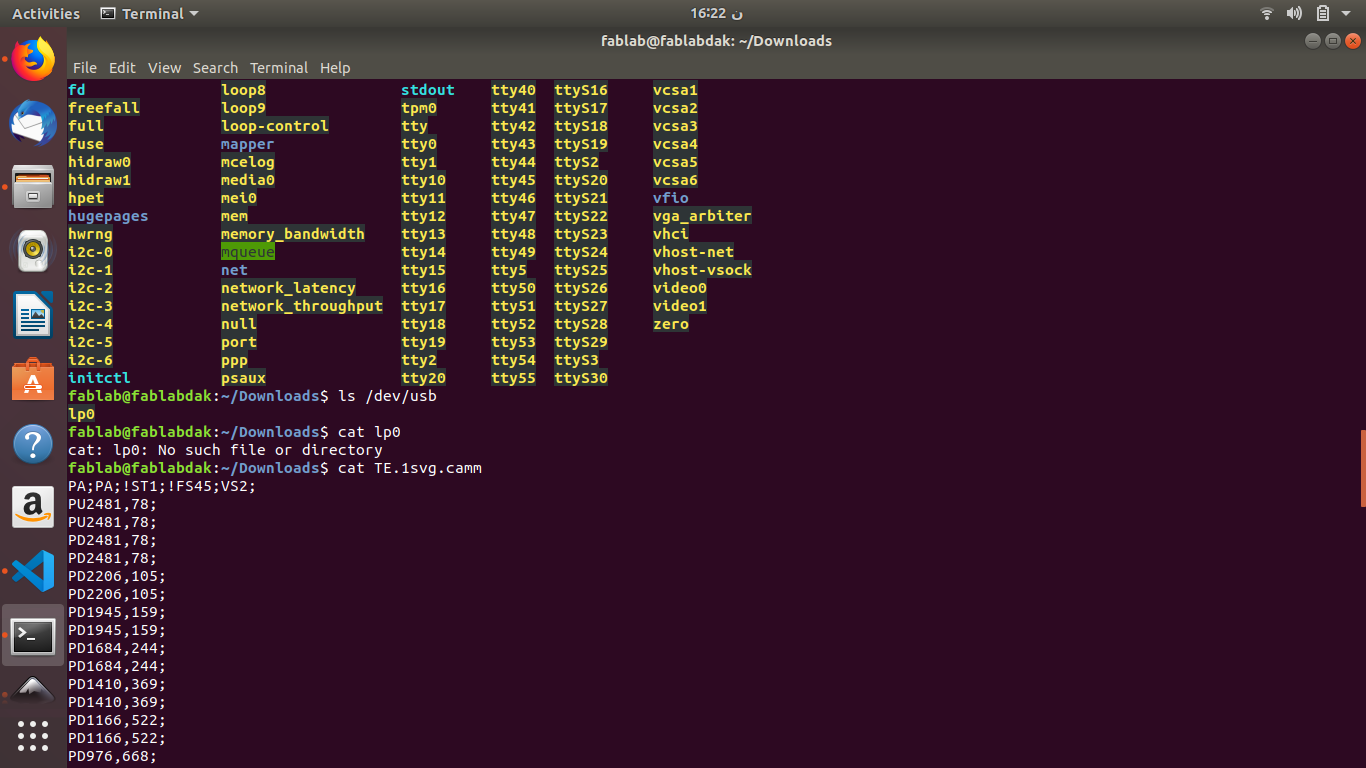 Activities Terminal 16:22 ن
fablab@fablabdak: ~/Downloads
File Edit View Search Terminal Help
fd loop8 stdout tty40 ttyS16 vcsa1
freefall loop9 tpm0 tty41 ttyS17 vcsa2
full loop-control tty tty42 ttyS18 vcsa3
fuse mapper tty0 tty43 ttyS19 vcsa4
hidraw0 mcelog tty1 tty44 ttyS2 vcsa5
hidraw1 media0 tty10 tty45 ttyS20 vcsa6
hpet mei0 tty11 tty46 ttyS21 vfio
hugepages mem tty12 tty47 ttyS22 vga_arbiter
hwrng memory_bandwidth tty13 tty48 ttyS23 vhci
i2c-0 mqueue tty14 tty49 ttyS24 vhost-net
i2c-1 net tty15 tty5 ttyS25 vhost-vsock
i2c-2 network_latency tty16 tty50 ttyS26 video0
i2c-3 network_throughput tty17 tty51 ttyS27 video1
i2c-4 null tty18 tty52 ttyS28 zero
i2c-5 port tty19 tty53 ttyS29
i2c-6 ppp tty2 tty54 ttyS3
initctl psaux tty20 tty55 ttyS30
fablab@fablabdak:~/Downloads$ ls /dev/usb
lp0
fablab@fablabdak:~/Downloads$ cat lp0
cat: lp0: No such file or directory
fablab@fablabdak:~/Downloads$ cat TE.1svg.camm
PA;PA;!ST1;!FS45;VS2;
PU2481,78;
PU2481,78;
PD2481,78;
PD2481,78;
PD2206,105;
PD2206,105;
PD1945,159;
PD1945,159;
PD1684,244;
PD1684,244;
PD1410,369;
PD1410,369;
PD1166,522;
PD1166,522;
PD976,668;